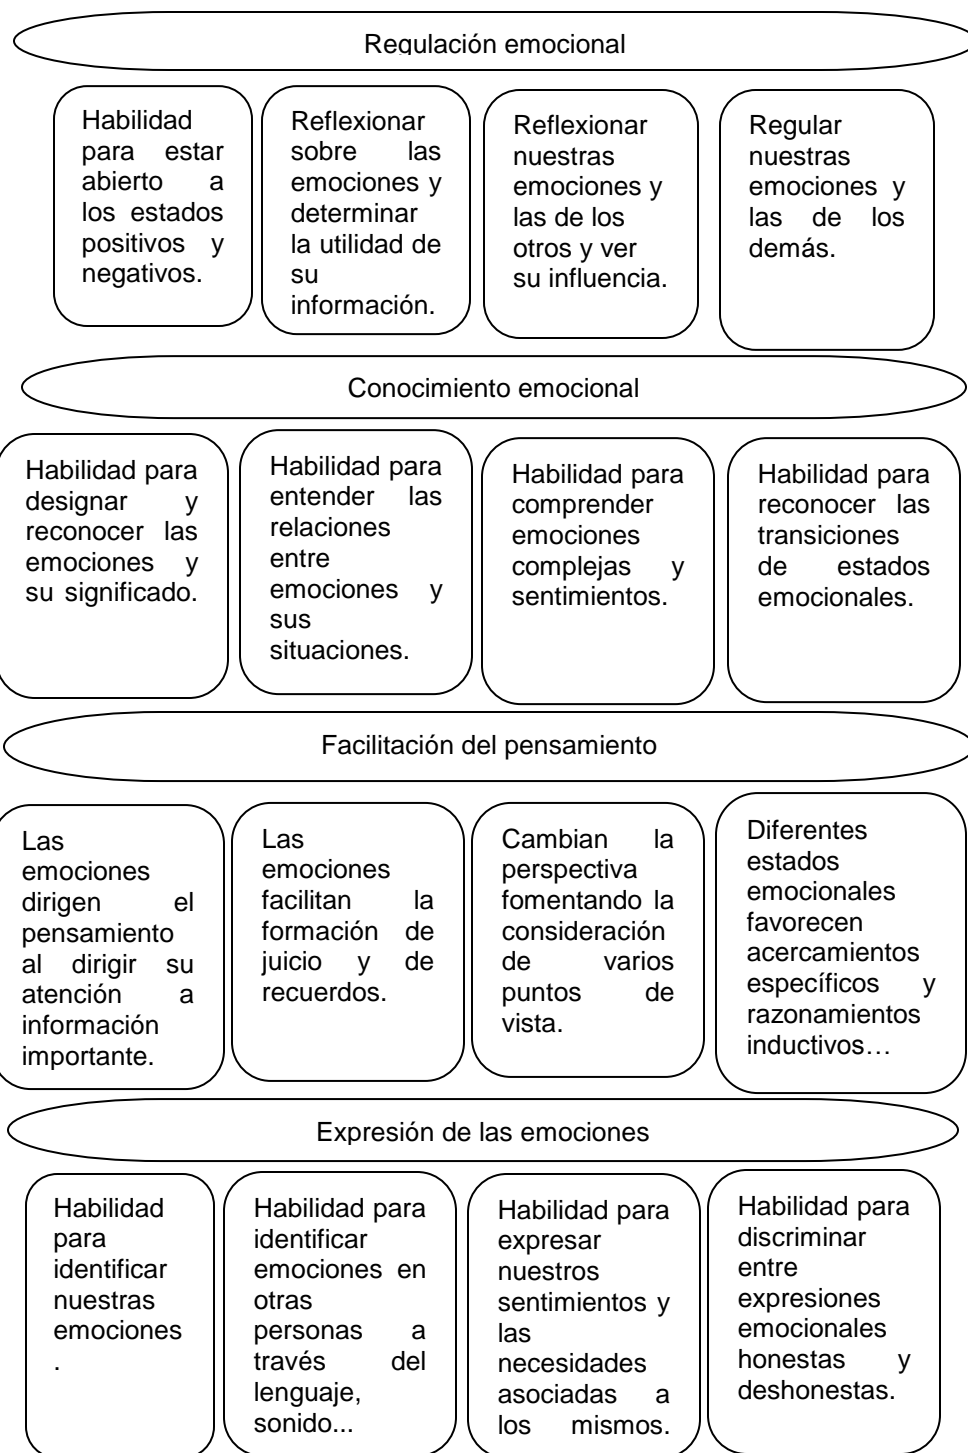 Regulación emocional
Habilidad
para estar
abierto a
los estados
positivos y
negativos.
Reflexionar
sobre las
emociones y
determinar
la utilidad de
su
información.
Reflexionar
nuestras
emociones y
las de los
otros y ver
su influencia.
Regular
nuestras
emociones y
las de los
demás.
Conocimiento emocional
Habilidad para
designar y
reconocer las
emociones y
su significado.
Habilidad para
entender las
relaciones
entre
emociones y
sus
situaciones.
Habilidad para
comprender
emociones
complejas y
sentimientos.
Habilidad para
reconocer las
transiciones
de estados
emocionales.
Facilitación del pensamiento
Las
emociones
dirigen el
pensamiento
al dirigir su
atención a
información
importante.
Las
emociones
facilitan la
formación de
juicio y de
recuerdos.
Cambian la
perspectiva
fomentando la
consideración
de varios
puntos de
vista.
Diferentes
estados
emocionales
favorecen
acercamientos
específicos y
razonamientos
inductivos…
Expresión de las emociones
Habilidad
para
identificar
nuestras
emociones
.
Habilidad para
identificar
emociones en
otras
personas a
través del
lenguaje,
sonido...
Habilidad para
expresar
nuestros
sentimientos y
las
necesidades
asociadas a
los mismos.
Habilidad para
discriminar
entre
expresiones
emocionales
honestas y
deshonestas.